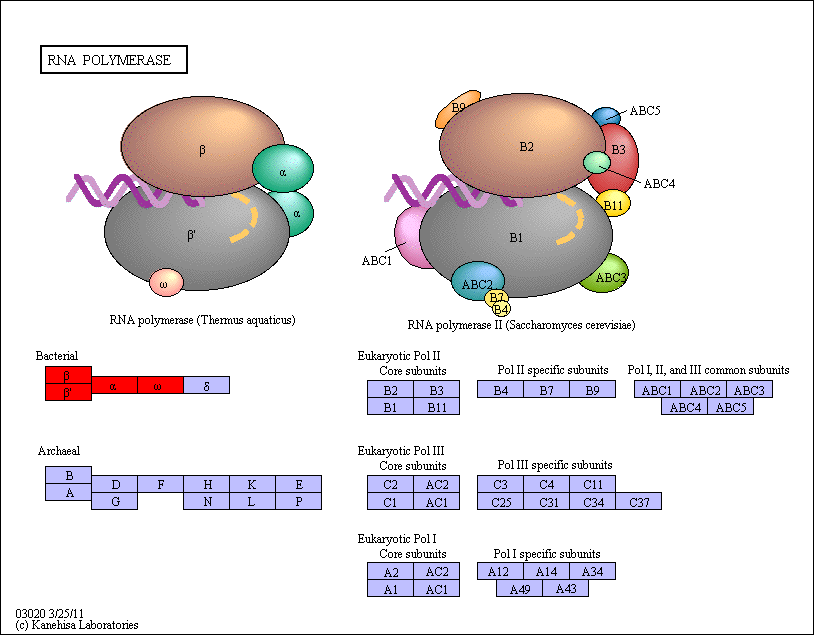 RNA POLYMERASE
β
α
α
β'
ω
RNA polymerase (Thermus aquaticus)
B9
ABC5
B2
B3
ABC4
B11
B1
ABC1
ABC2
ABC3
B7
B4
RNA polymerase II (Saccharomyces cerevisiae)
Bacterial
β
β' α ω δ
Archaeal
B
A D F H K E
G N L P
Eukaryotic Pol II
Core subunits Pol II specific subunits Pol I, II, and III common subunits
B2 B3 B4 B7 B9 ABC1 ABC2 ABC3
B1 B11 ABC4 ABC5
Eukaryotic Pol III
Core subunits Pol III specific subunits
C2 AC2 C3 C4 C11
C1 AC1 C25 C31 C34 C37
Eukaryotic Pol I
Core subunits Pol I specific subunits
A2 AC2 A12 A14 A34
A1 AC1 A49 A43
03020 3/25/11
(c) Kanehisa Laboratories